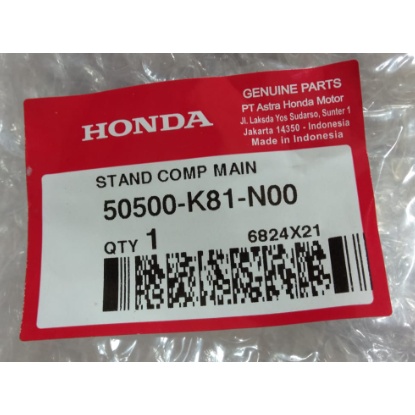 HONDA
GENUINE PARTS
PT Astra Honda Motor
Jl. Laksda Yos Sudarso, Sunter 1
Jakarta 14350 - Indonesia
Made in Indonesia
STAND COMP MAIN
50500-K81-N00
QTY 1 6824X21